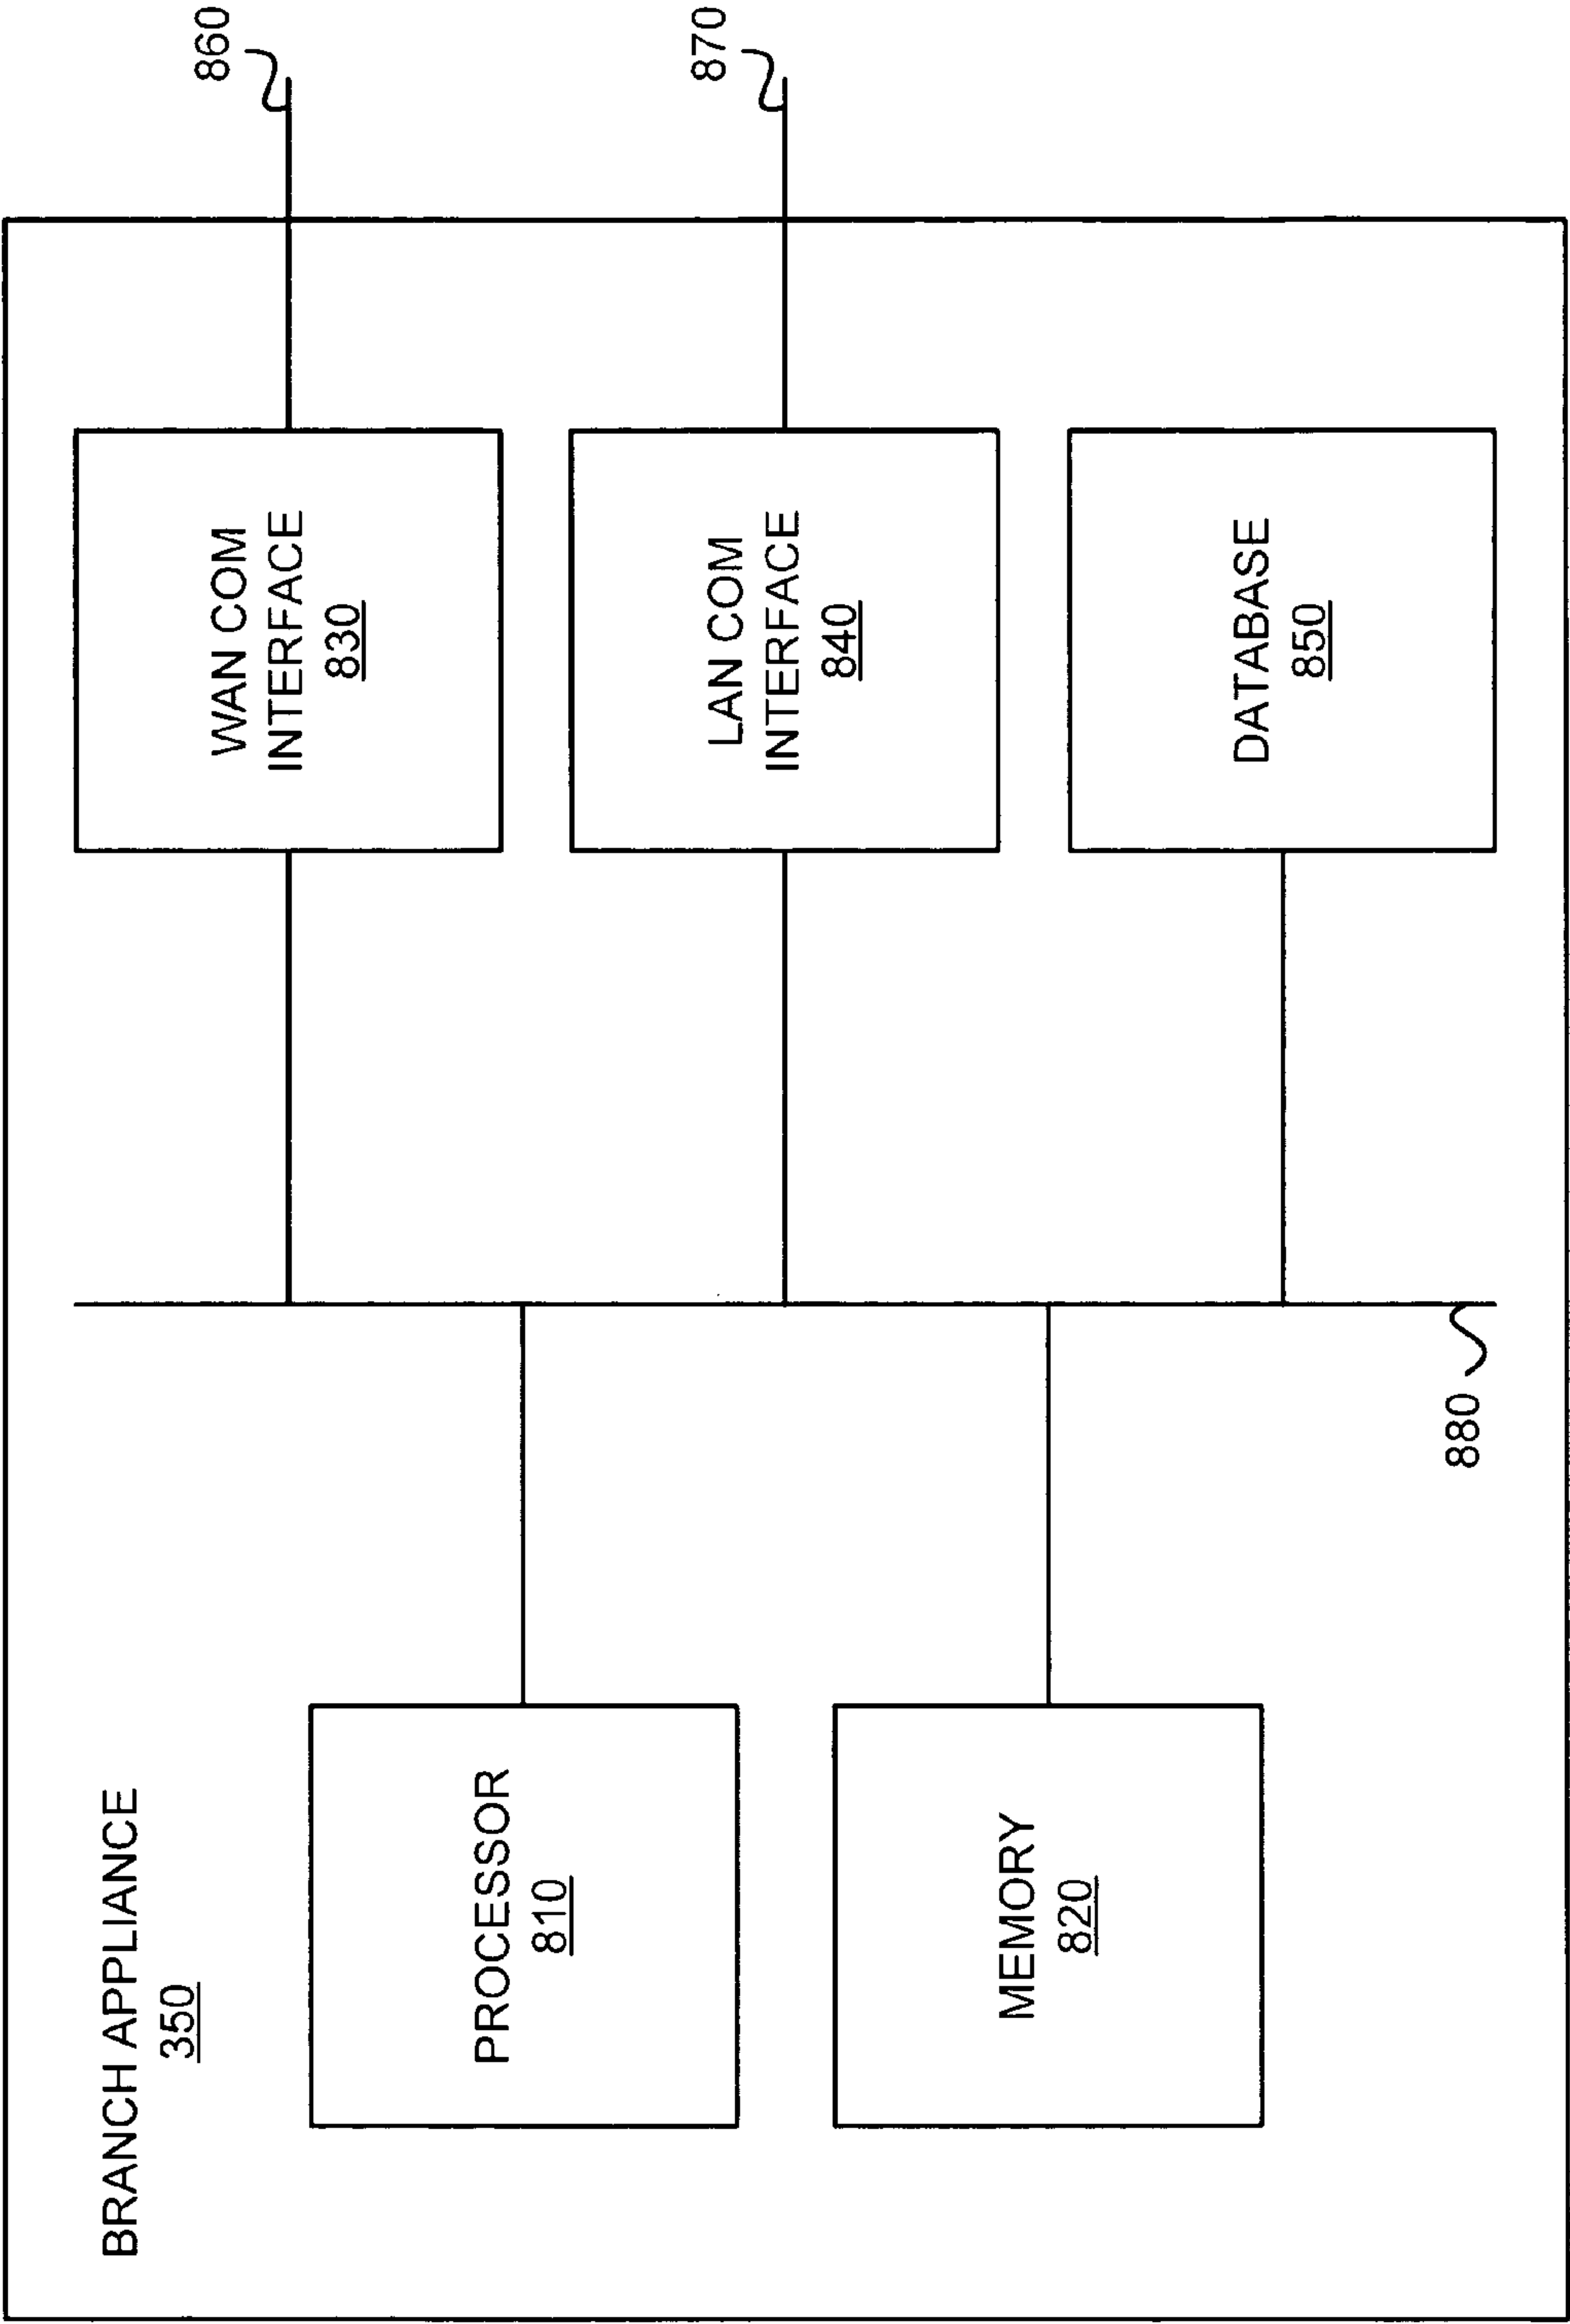 BRANCH APPLIANCE
350
PROCESSOR
810
MEMORY
820
880
WAN COM
INTERFACE
830
LAN COM
INTERFACE
840
DATABASE
850
860
870